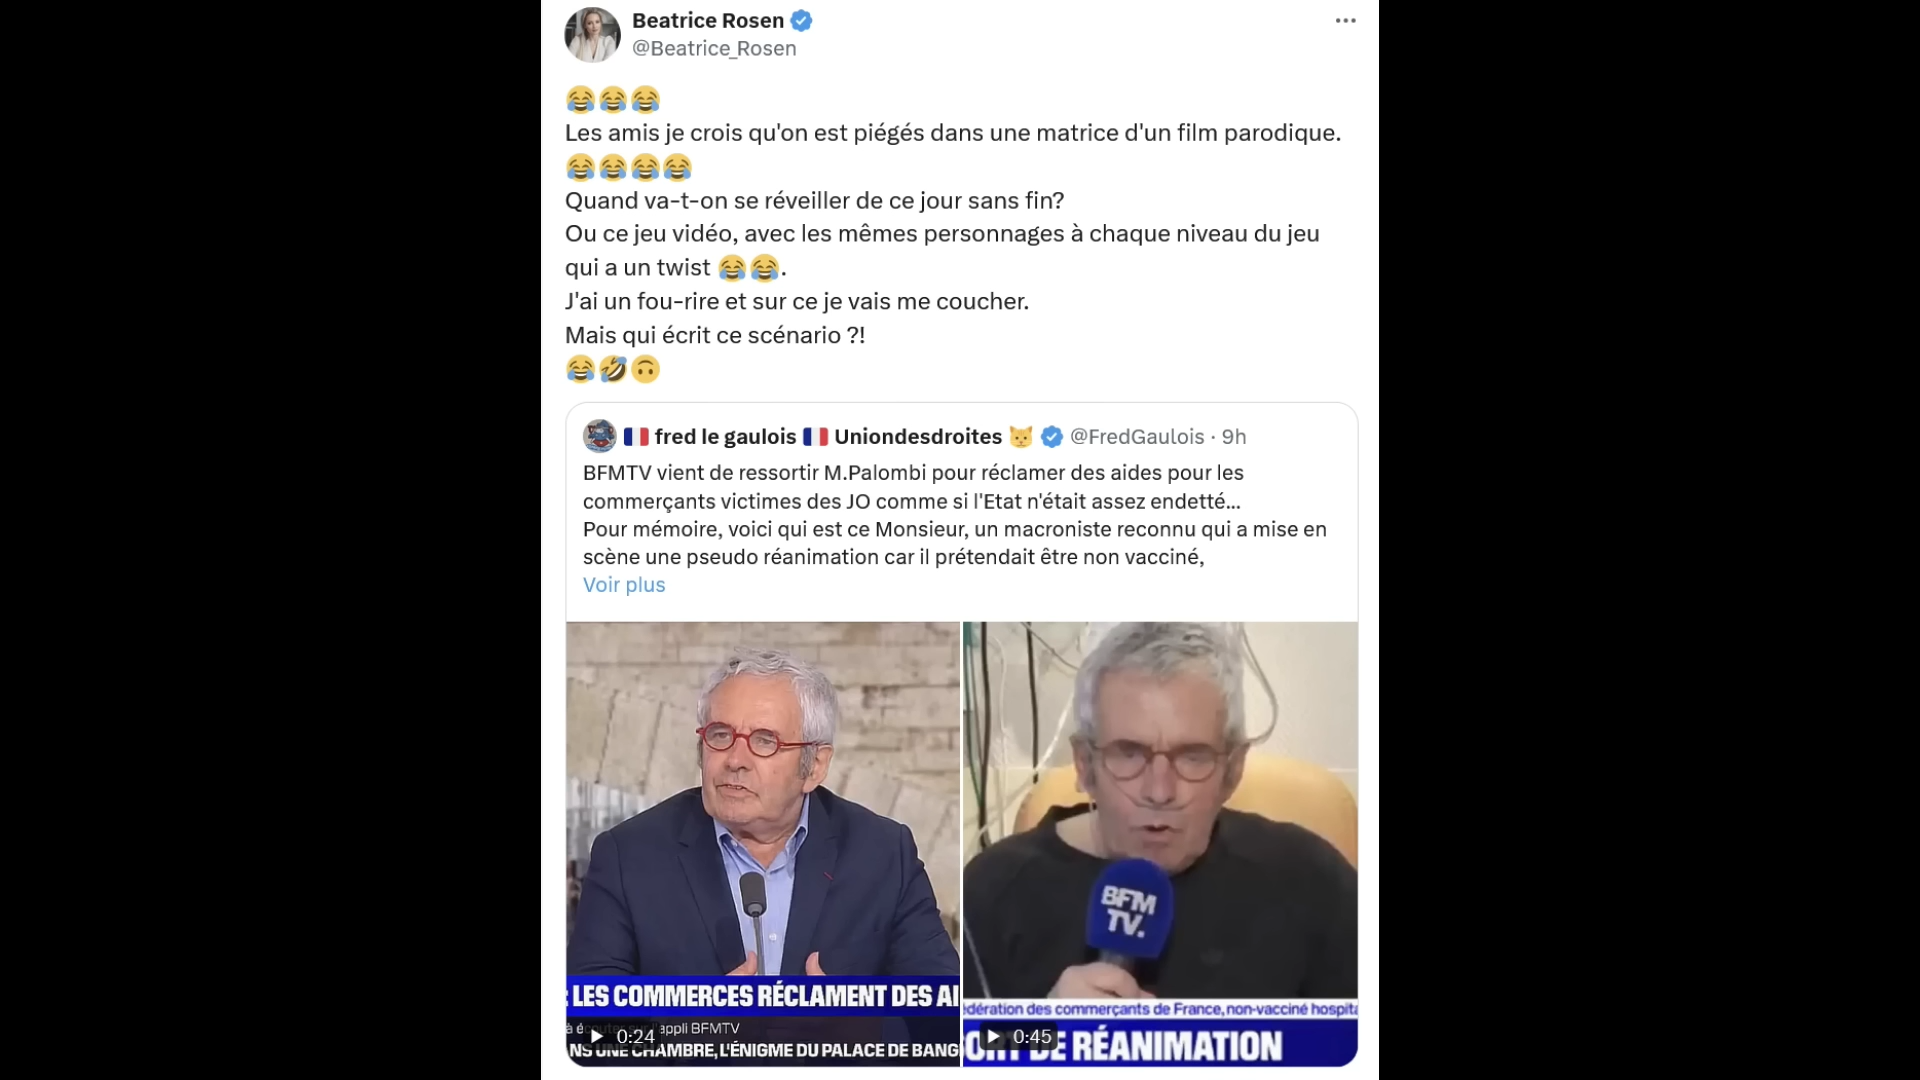 Beatrice Rosen
@Beatrice_Rosen
😂😂😂
Les amis je crois qu'on est piégés dans une matrice d'un film parodique.
😂😂😂😂
Quand va-t-on se réveiller de ce jour sans fin?
Ou ce jeu vidéo, avec les mêmes personnages à chaque niveau du jeu
qui a un twist 😂😂.
J'ai un fou-rire et sur ce je vais me coucher.
Mais qui écrit ce scénario ?!
😂🤣🙃
🇫🇷 fred le gaulois 🇫🇷 Uniondesdroites 😺 @FredGaulois · 9h
BFMTV vient de ressortir M.Palombi pour réclamer des aides pour les
commerçants victimes des JO comme si l'Etat n'était assez endetté...
Pour mémoire, voici qui est ce Monsieur, un macroniste reconnu qui a mise en
scène une pseudo réanimation car il prétendait être non vacciné,
Voir plus
: LES COMMERCES RÉCLAMENT DES AI
à écouter sur l'appli BFMTV
0:24
NS UNE CHAMBRE, L'ÉNIGME DU PALACE DE BANG
BFM
TV.
édération des commerçants de France, non-vacciné hospita
0:45
DE RÉANIMATION